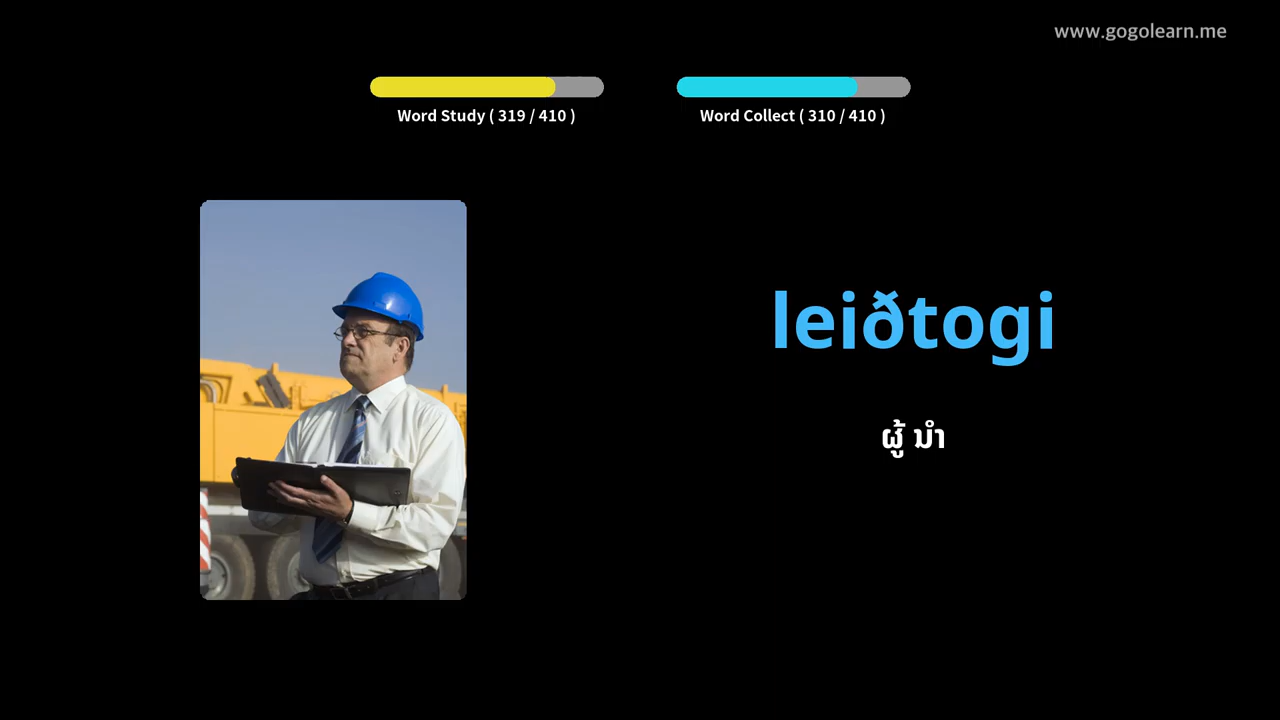 www.gogolearn.me
Word Study ( 319 / 410 )
Word Collect ( 310 / 410 )
leiðtogi
ຜູ້ ນໍາ